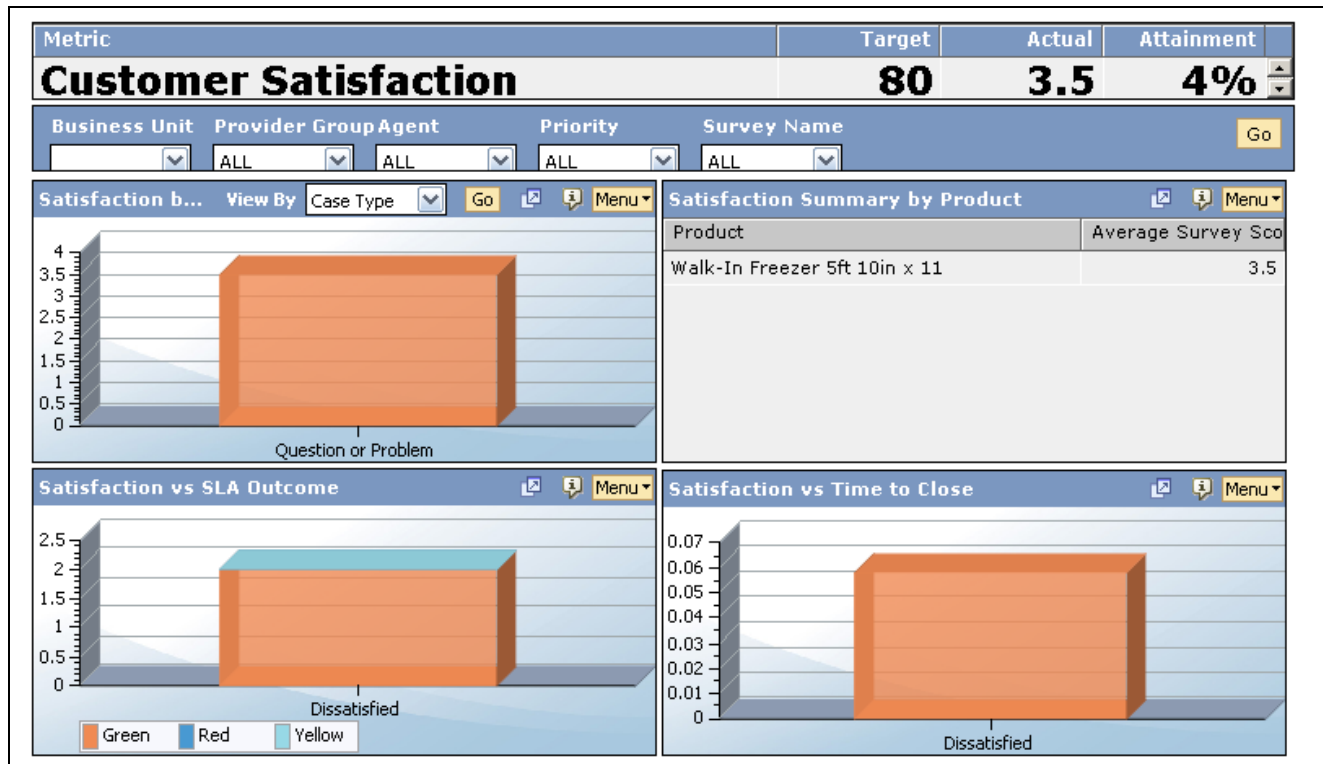 Metric Target Actual Attainment
Customer Satisfaction 80 3.5 4%
Business Unit Provider Group Agent Priority Survey Name Go
ALL ALL ALL ALL
Satisfaction b... View By Case Type Go Menu
4
3.5
3
2.5
2
1.5
1
0.5
0
Question or Problem
Satisfaction Summary by Product Menu
Product Average Survey Sco
Walk-In Freezer 5ft 10in x 11 3.5
Satisfaction vs SLA Outcome Menu
2.5
2
1.5
1
0.5
0
Dissatisfied
Green Red Yellow
Satisfaction vs Time to Close Menu
0.07
0.06
0.05
0.04
0.03
0.02
0.01
0
Dissatisfied